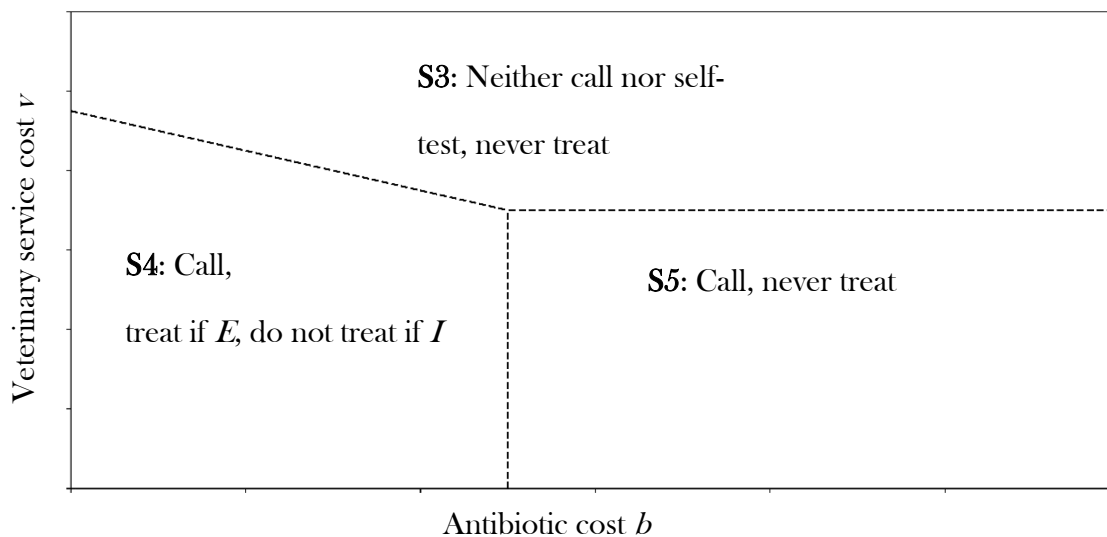 S3: Neither call nor self-
test, never treat
Veterinary service cost v
S4: Call,
treat if E, do not treat if I
S5: Call, never treat
Antibiotic cost b